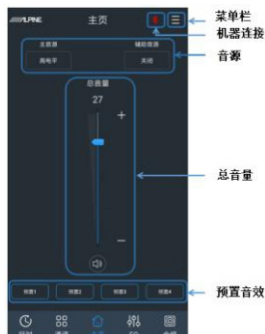 ALPINE
主页
菜单栏
机器连接
主音源
辅助音源
高电平
关闭
音源
总音量
27
+
总音量
−
预置1
预置2
预置3
预置4
预置音效
EQ